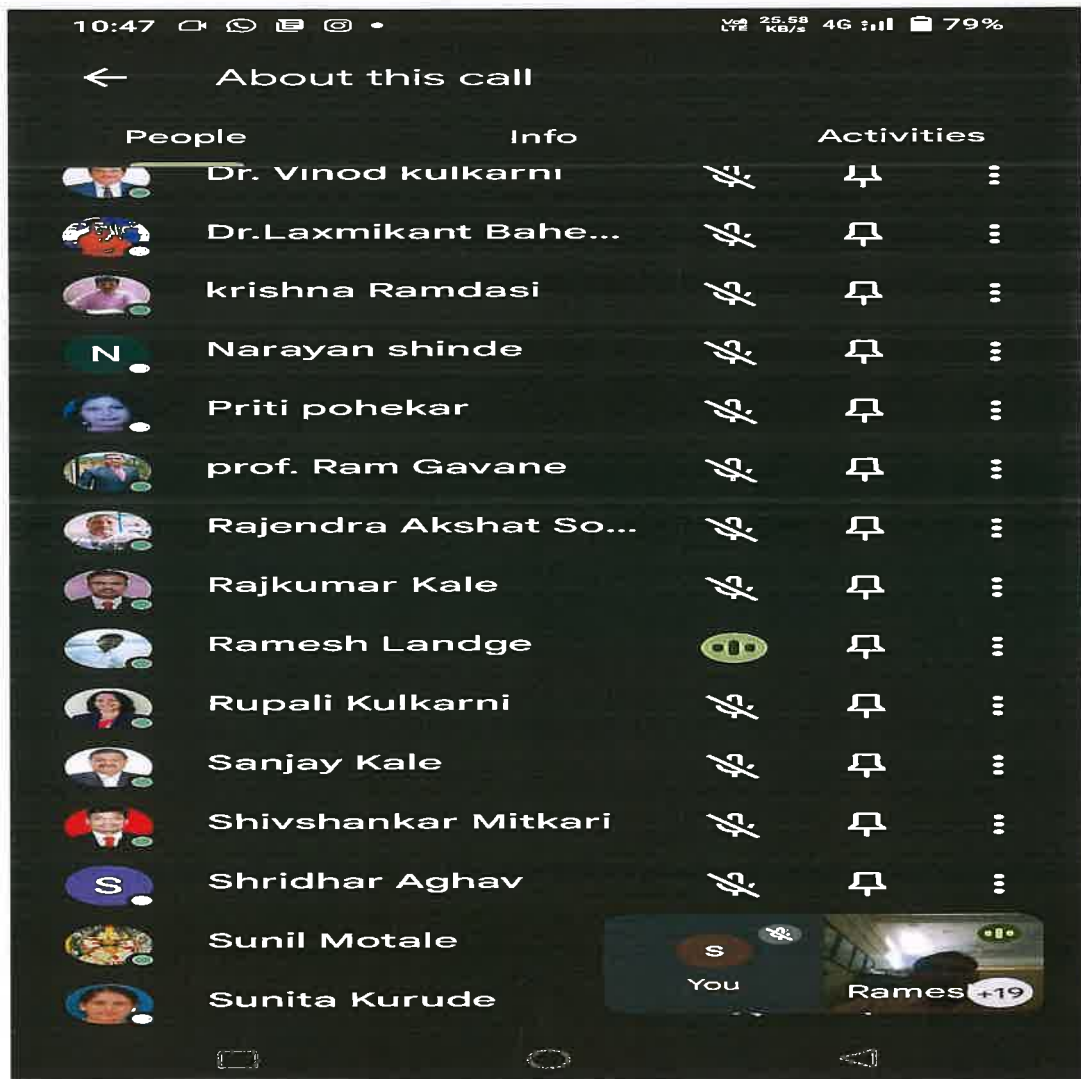 10:47 Vo) LTE 25.58 KB/s 4G 79%
About this call
People Info Activities
Dr. Vinod kulkarni
Dr.Laxmikant Bahe...
krishna Ramdasi
N Narayan shinde
Priti pohekar
prof. Ram Gavane
Rajendra Akshat So...
Rajkumar Kale
Ramesh Landge
Rupali Kulkarni
Sanjay Kale
Shivshankar Mitkari
S Shridhar Aghav
Sunil Motale
S
You Rames +19
Sunita Kurude